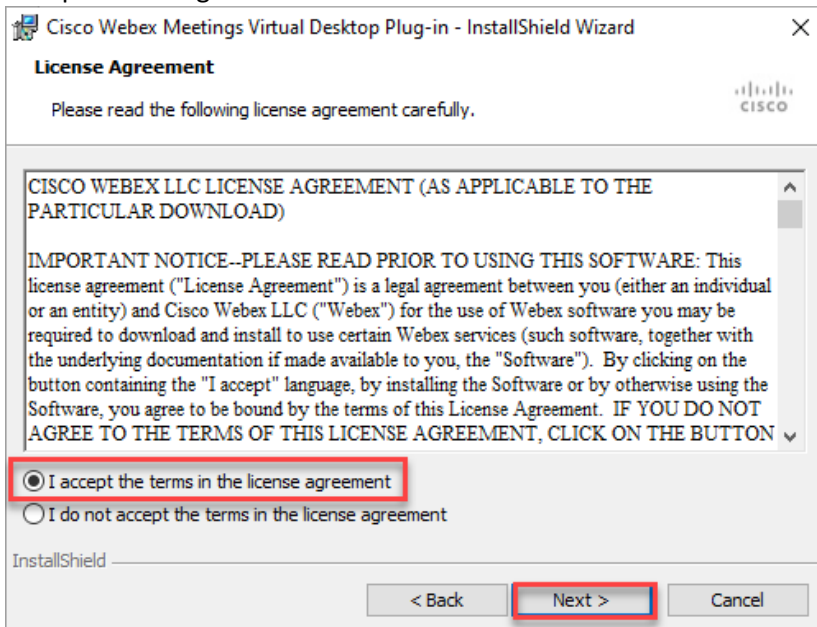 Cisco Webex Meetings Virtual Desktop Plug-in - InstallShield Wizard
License Agreement
Please read the following license agreement carefully.
CISCO
CISCO WEBEX LLC LICENSE AGREEMENT (AS APPLICABLE TO THE
PARTICULAR DOWNLOAD)
IMPORTANT NOTICE--PLEASE READ PRIOR TO USING THIS SOFTWARE: This
license agreement ("License Agreement") is a legal agreement between you (either an individual
or an entity) and Cisco Webex LLC ("Webex") for the use of Webex software you may be
required to download and install to use certain Webex services (such software, together with
the underlying documentation if made available to you, the "Software"). By clicking on the
button containing the "I accept" language, by installing the Software or by otherwise using the
Software, you agree to be bound by the terms of this License Agreement. IF YOU DO NOT
AGREE TO THE TERMS OF THIS LICENSE AGREEMENT, CLICK ON THE BUTTON
I accept the terms in the license agreement
I do not accept the terms in the license agreement
InstallShield
< Back Next > Cancel